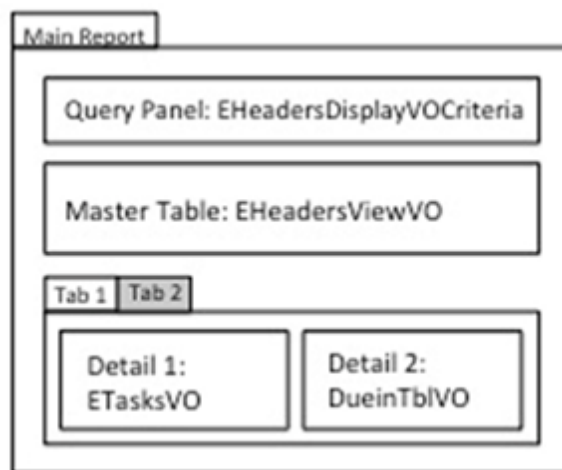 Main Report
Query Panel: EHeadersDisplayVOCriteria
Master Table: EHeadersViewVO
Tab 1 Tab 2
Detail 1:
ETasksVO
Detail 2:
DueinTblVO